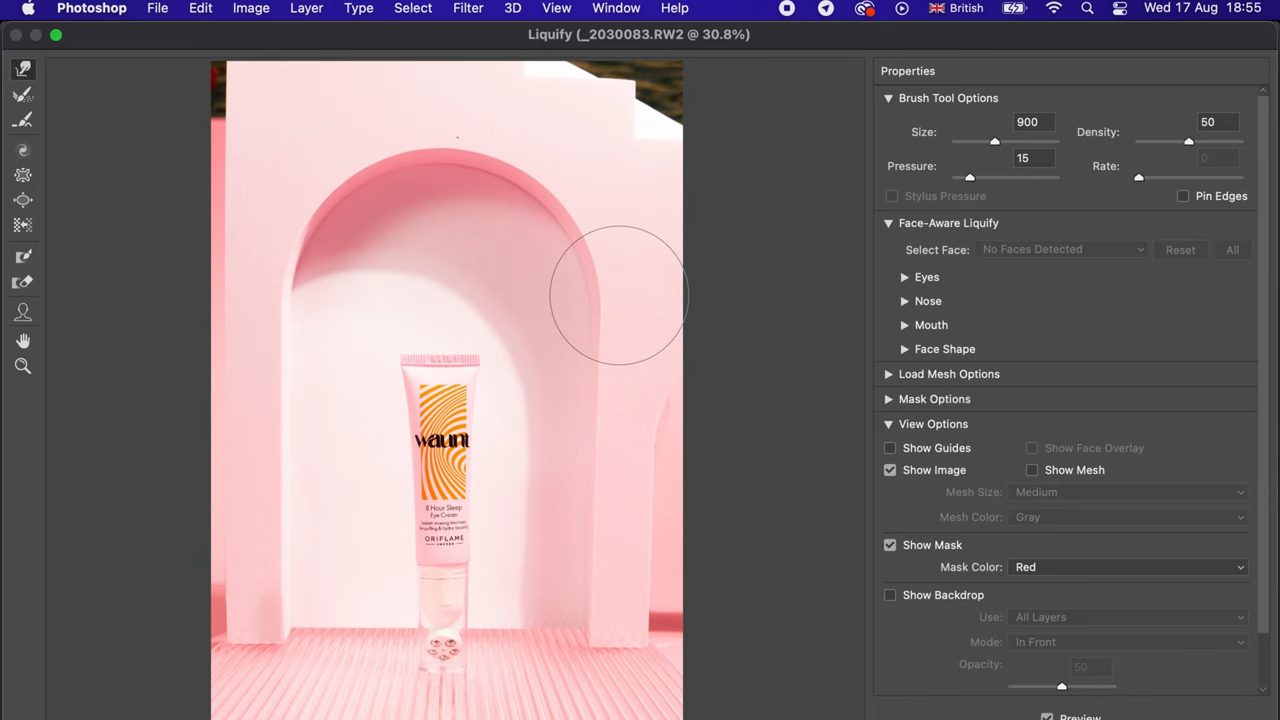 Photoshop File Edit Image Layer Type Select Filter 3D View Window Help British Wed 17 Aug 18:55
Liquify (_2030083.RW2 @ 30.8%)
Properties
Brush Tool Options
Size: 900 Density: 50
Pressure: 15 Rate: 0
Stylus Pressure Pin Edges
Face-Aware Liquify
Select Face: No Faces Detected Reset All
Eyes
Nose
Mouth
Face Shape
Load Mesh Options
Mask Options
View Options
Show Guides Show Face Overlay
Show Image Show Mesh
Mesh Size: Medium
Mesh Color: Gray
Show Mask
Mask Color: Red
Show Backdrop
Use: All Layers
Mode: In Front
Opacity: 50
Preview
waunt
8 Hour Sleep
Eye Cream
ORIFLAME
SWEDEN